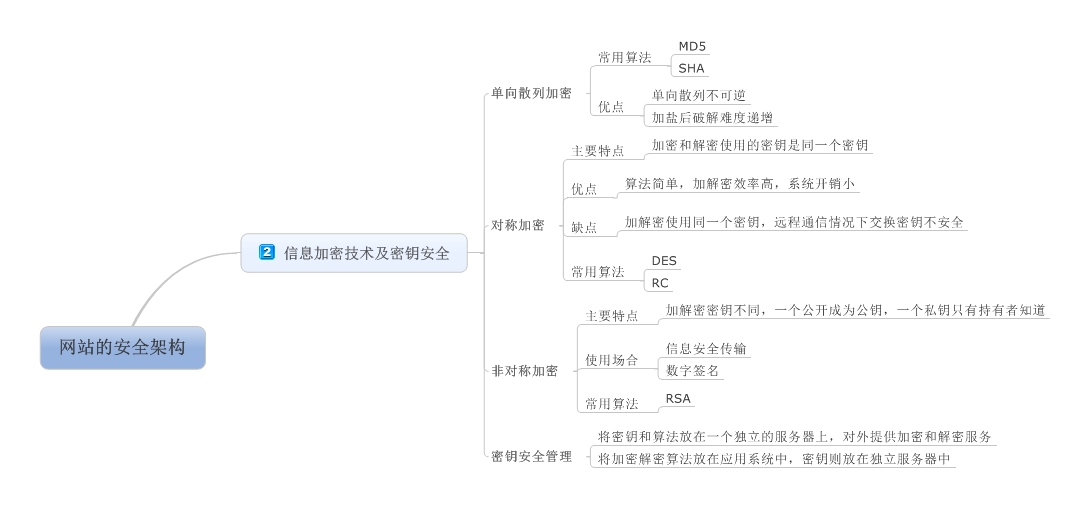 网站的安全架构
2 信息加密技术及密钥安全
单向散列加密
常用算法
MD5
SHA
优点
单向散列不可逆
加盐后破解难度递增
对称加密
主要特点
加密和解密使用的密钥是同一个密钥
优点
算法简单，加解密效率高，系统开销小
缺点
加解密使用同一个密钥，远程通信情况下交换密钥不安全
常用算法
DES
RC
非对称加密
主要特点
加解密密钥不同，一个公开成为公钥，一个私钥只有持有者知道
使用场合
信息安全传输
数字签名
常用算法
RSA
密钥安全管理
将密钥和算法放在一个独立的服务器上，对外提供加密和解密服务
将加密解密算法放在应用系统中，密钥则放在独立服务器中